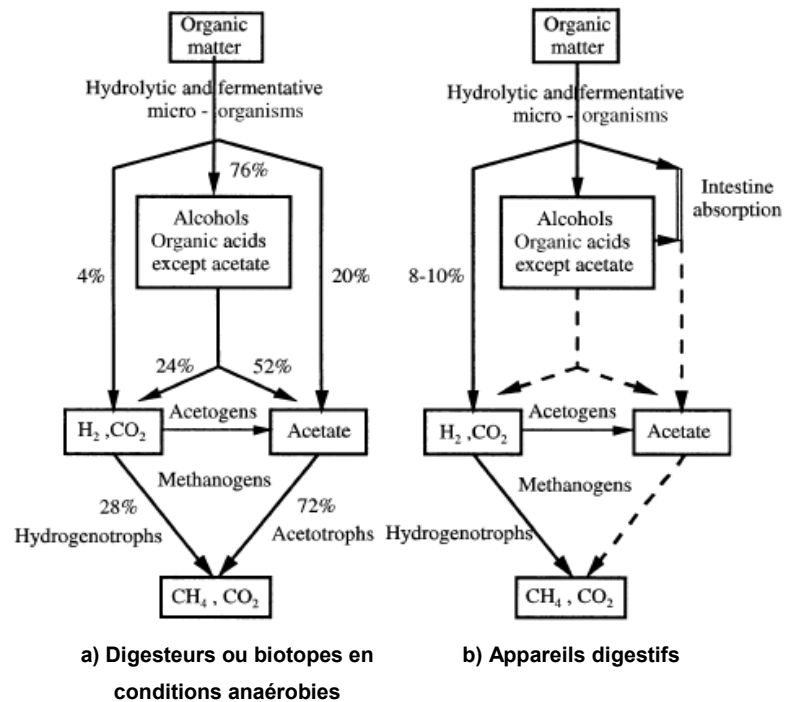 Organic
matter
Hydrolytic and fermentative
micro - organisms
76%
Alcohols
Organic acids
except acetate
4%
20%
24%
52%
H₂ ,CO₂
Acetogens
Acetate
Methanogens
28%
72%
Hydrogenotrophs
Acetotrophs
CH₄ , CO₂
a) Digesteurs ou biotopes en
conditions anaérobies
Organic
matter
Hydrolytic and fermentative
micro - organisms
Intestine
absorption
Alcohols
Organic acids
except acetate
8-10%
H₂ ,CO₂
Acetogens
Acetate
Methanogens
Hydrogenotrophs
CH₄ , CO₂
b) Appareils digestifs